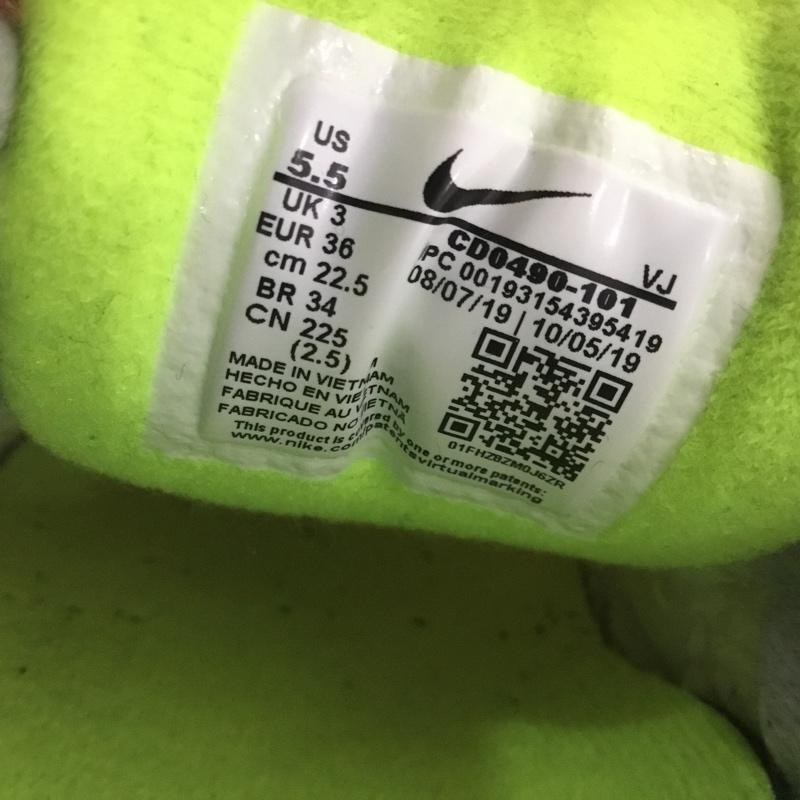 US
5.5
UK 3
EUR 36
cm 22.5
BR 34
CN 225
(2.5)
MADE IN VIETNAM
HECHO EN VIETNAM
FABRIQUE AU VIETNA M
FABRICADO NO
This product is covered by one or more patents:
www.nike.com/patentsvirtualmarking
CD0490-101 VJ
PC 00193154395419
08/07/19 | 10/05/19
01FHZ8ZM0J6ZR